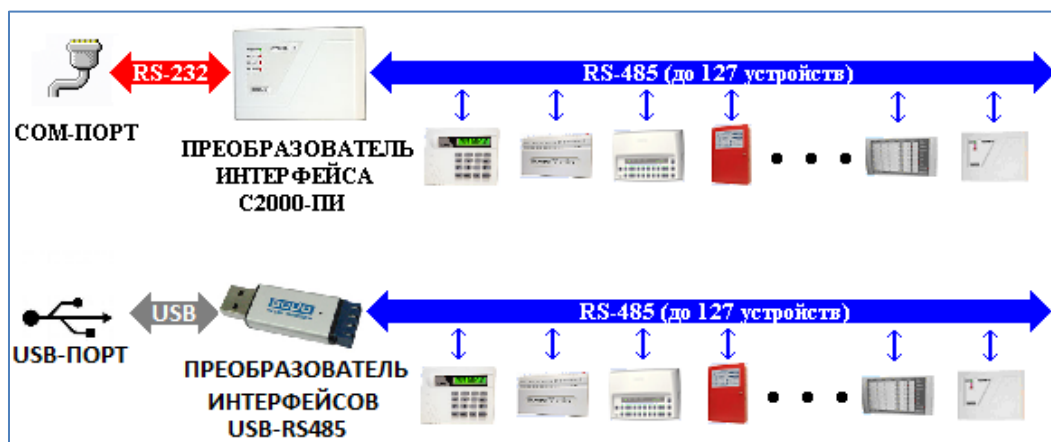 RS-232
RS-485 (до 127 устройств)
COM-ПОРТ
ПРЕОБРАЗОВАТЕЛЬ
ИНТЕРФЕЙСА
С2000-ПИ
USB
RS-485 (до 127 устройств)
USB-ПОРТ
ПРЕОБРАЗОВАТЕЛЬ
ИНТЕРФЕЙСОВ
USB-RS485